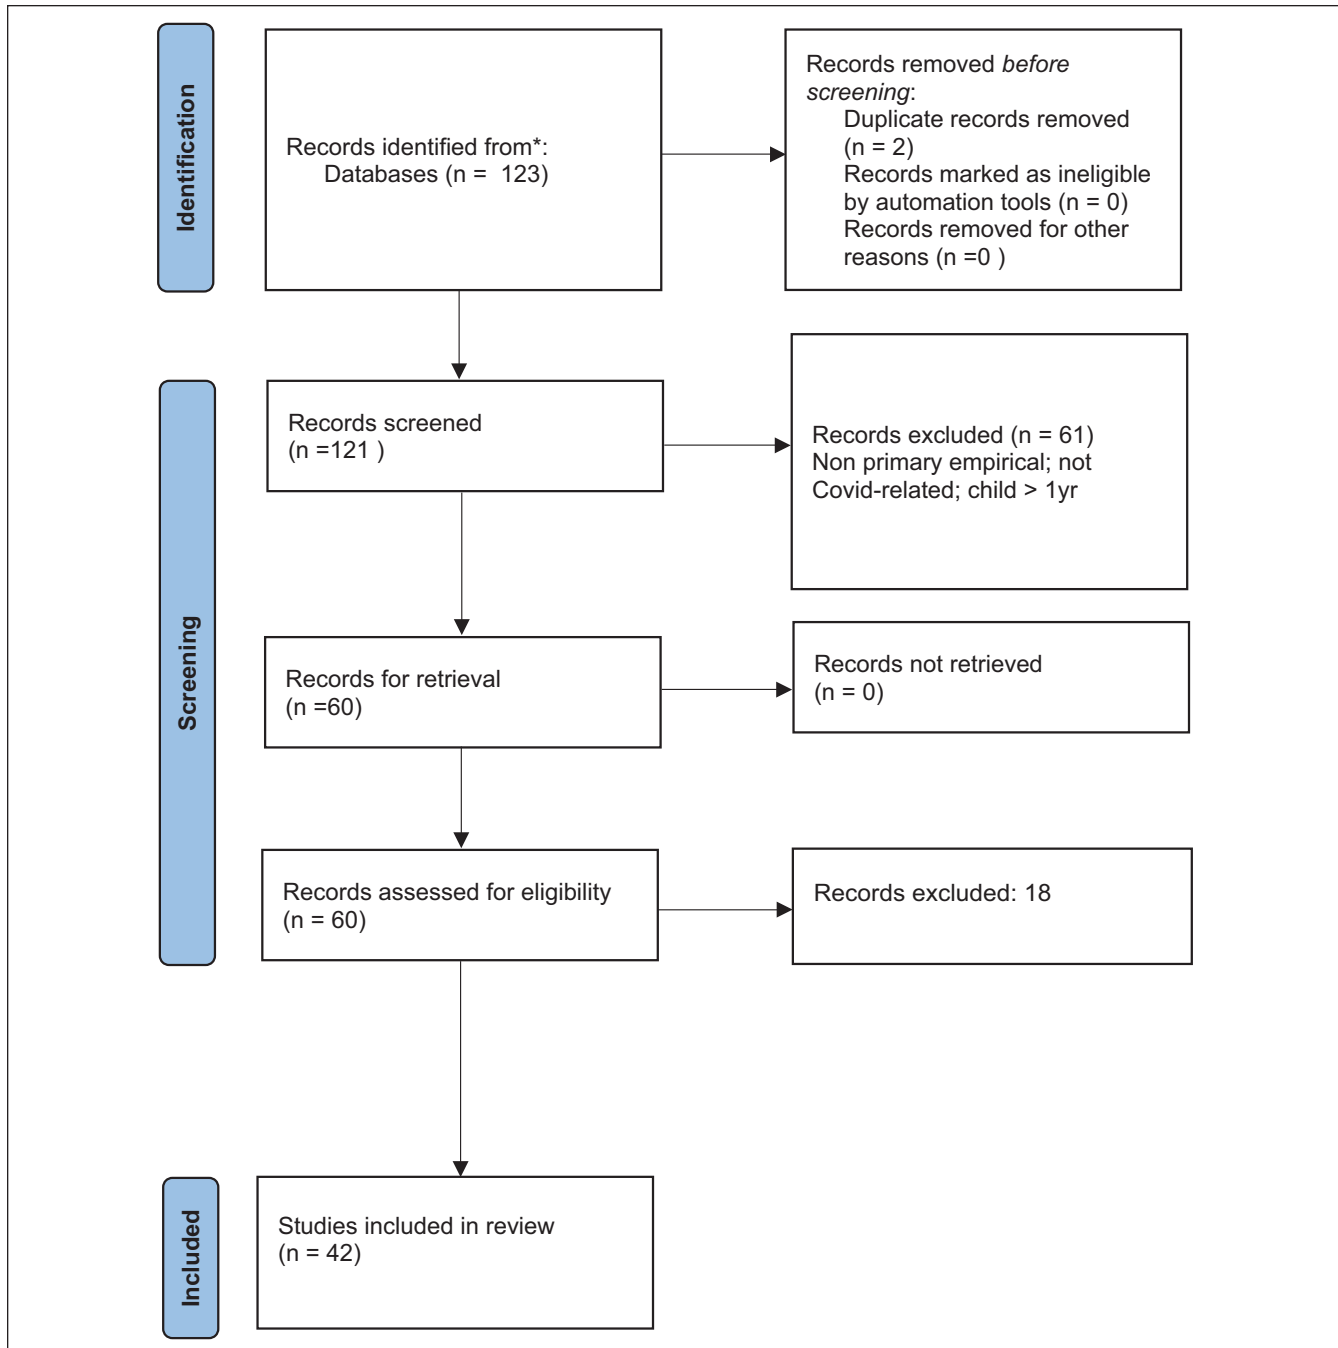 Identification
Records identified from*:
Databases (n =  123)
Records removed before
screening:
Duplicate records removed
(n = 2)
Records marked as ineligible
by automation tools (n = 0)
Records removed for other
reasons (n =0 )
Screening
Records screened
(n =121 )
Records excluded (n = 61)
Non primary empirical; not
Covid-related; child > 1yr
Records for retrieval
(n =60)
Records not retrieved
(n = 0)
Records assessed for eligibility
(n = 60)
Records excluded: 18
Included
Studies included in review
(n = 42)